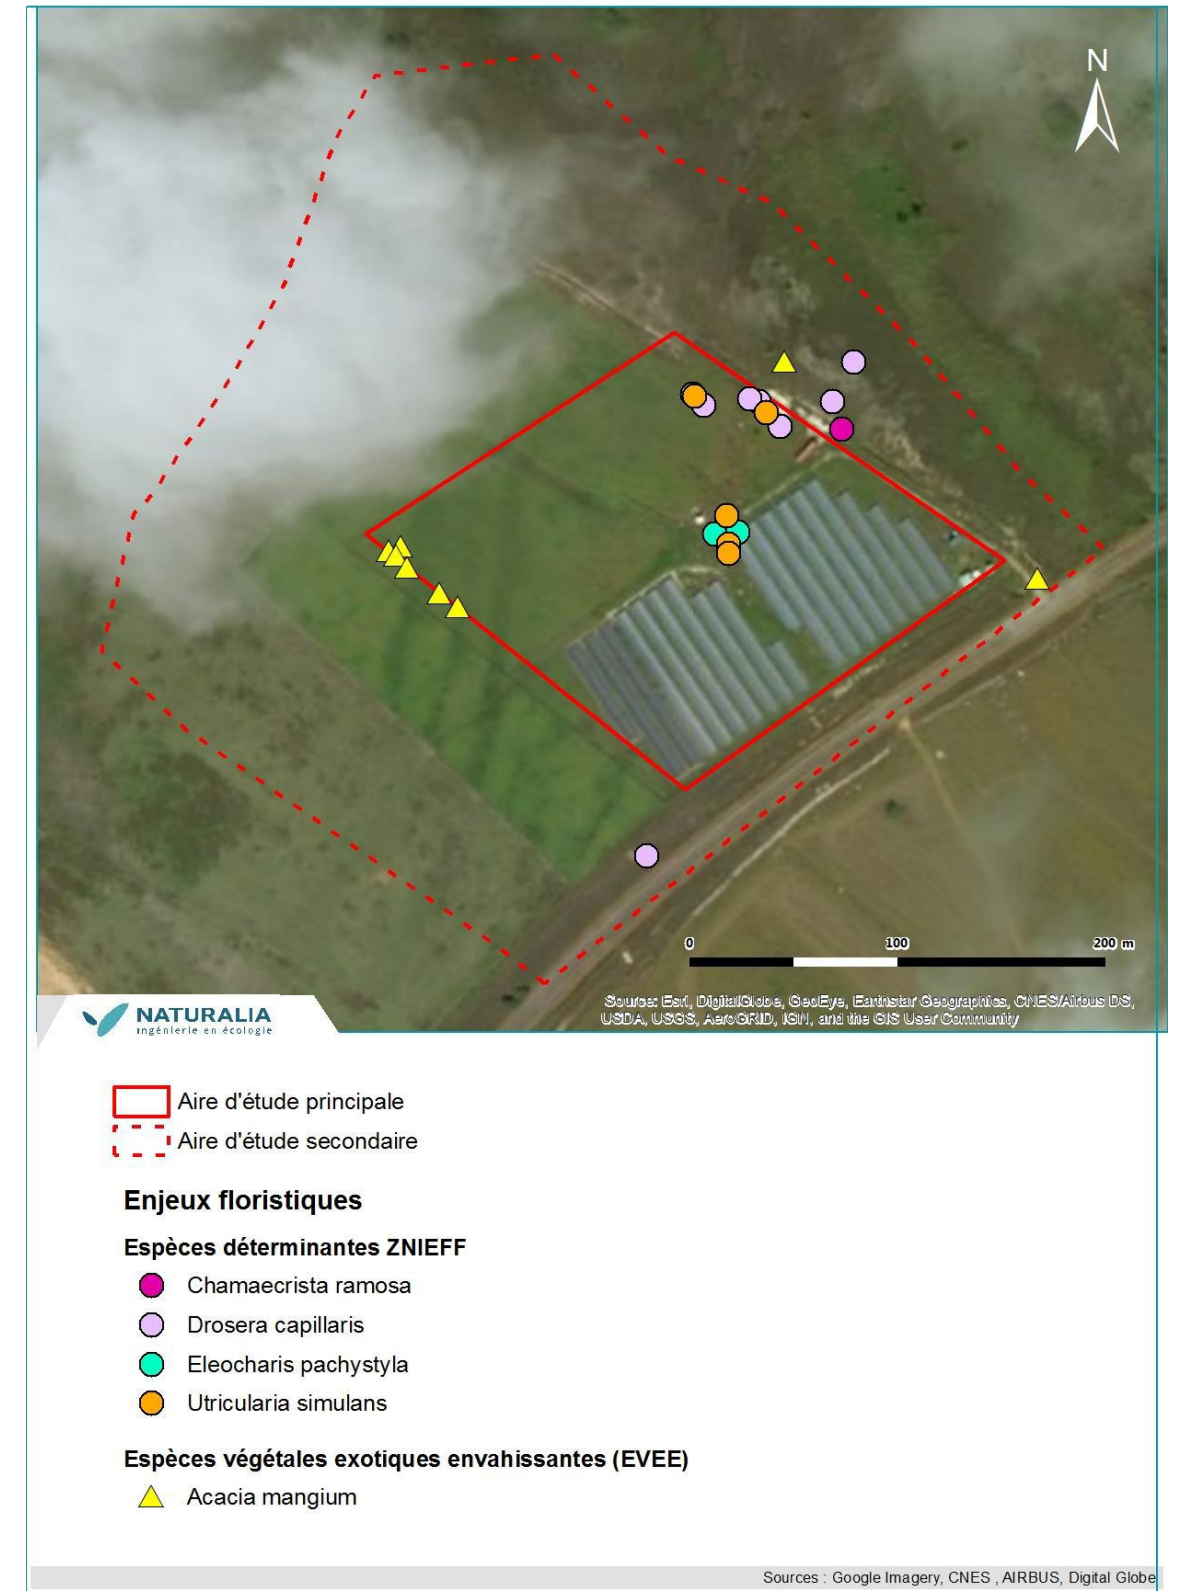 N
0 100 200 m
Source: Esri, DigitalGlobe, GeoEye, Earthstar Geographics, CNES/Airbus DS,
USDA, USGS, AeroGRID, IGN, and the GIS User Community
NATURALIA
ingénierie en écologie
Aire d'étude principale
Aire d'étude secondaire
Enjeux floristiques
Espèces déterminantes ZNIEFF
Chamaecrista ramosa
Drosera capillaris
Eleocharis pachystyla
Utricularia simulans
Espèces végétales exotiques envahissantes (EVEE)
Acacia mangium
Sources : Google Imagery, CNES , AIRBUS, Digital Globe